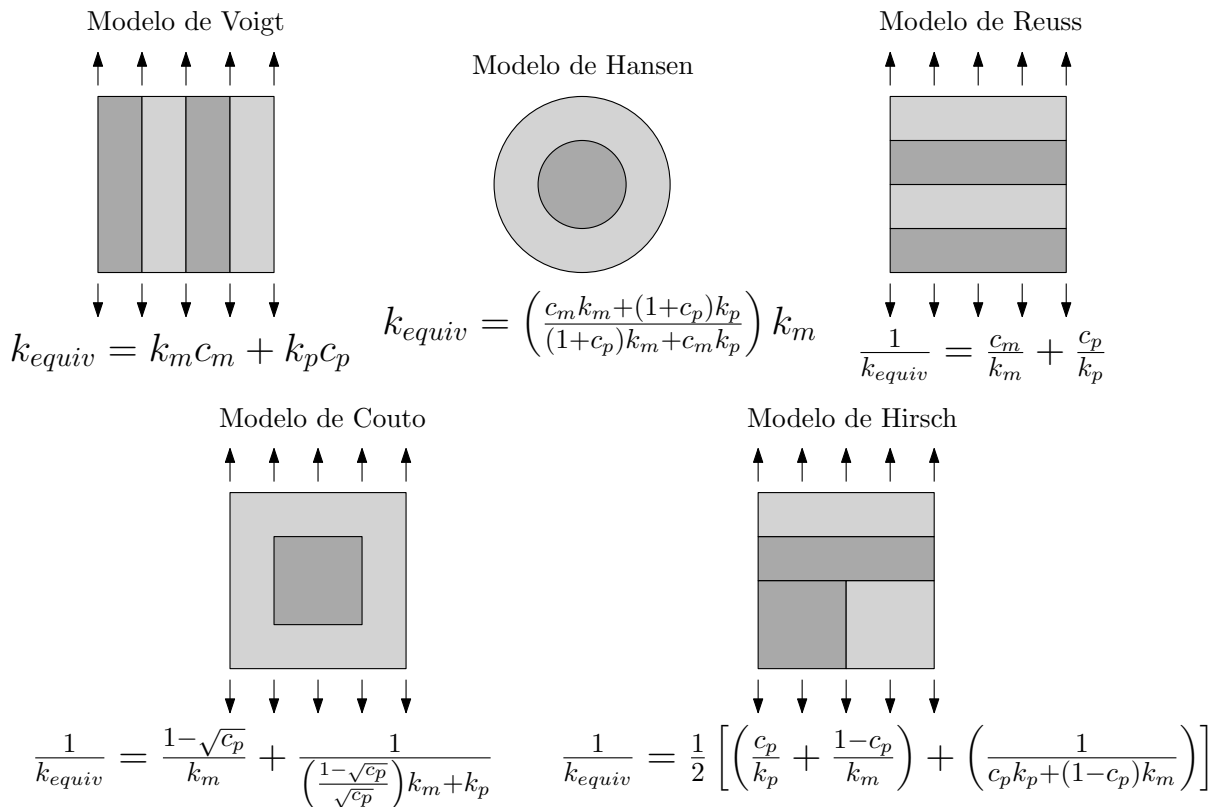 Modelo de Voigt
k_{equiv} = k_m c_m + k_p c_p
Modelo de Hansen
k_{equiv} = \left( \frac{c_m k_m + (1+c_p) k_p}{(1+c_p) k_m + c_m k_p} \right) k_m
Modelo de Reuss
\frac{1}{k_{equiv}} = \frac{c_m}{k_m} + \frac{c_p}{k_p}
Modelo de Couto
\frac{1}{k_{equiv}} = \frac{1-\sqrt{c_p}}{k_m} + \frac{1}{\left( \frac{1-\sqrt{c_p}}{\sqrt{c_p}} \right) k_m + k_p}
Modelo de Hirsch
\frac{1}{k_{equiv}} = \frac{1}{2} \left[ \left( \frac{c_p}{k_p} + \frac{1-c_p}{k_m} \right) + \left( \frac{1}{c_p k_p + (1-c_p) k_m} \right) \right]